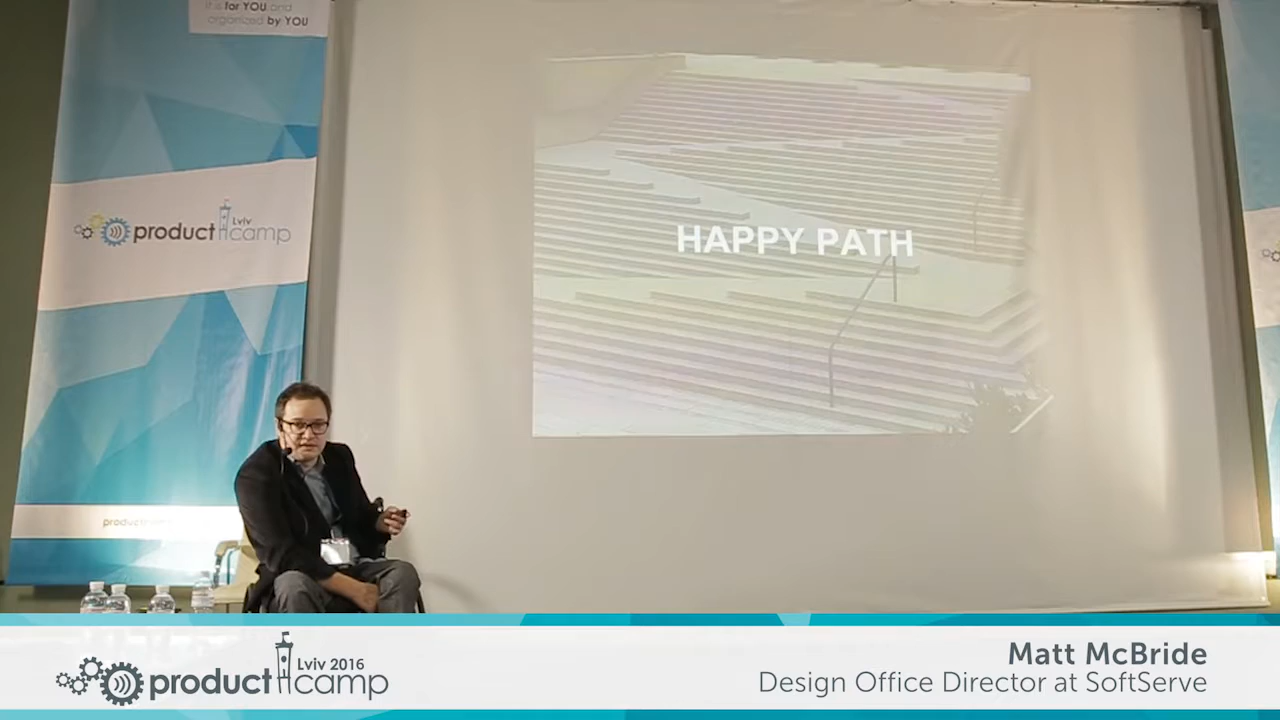 It is for YOU and
organized by YOU
Lviv
product camp
HAPPY PATH
Lviv 2016
product camp
Matt McBride
Design Office Director at SoftServe